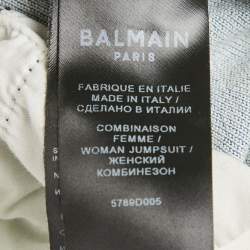 BALMAIN
PARIS
FABRIQUE EN ITALIE
MADE IN ITALY /
СДЕЛАНО В ИТАЛИИ
COMBINAISON
FEMME /
WOMAN JUMPSUIT /
ЖЕНСКИЙ
КОМБИНЕЗОН
5789D005